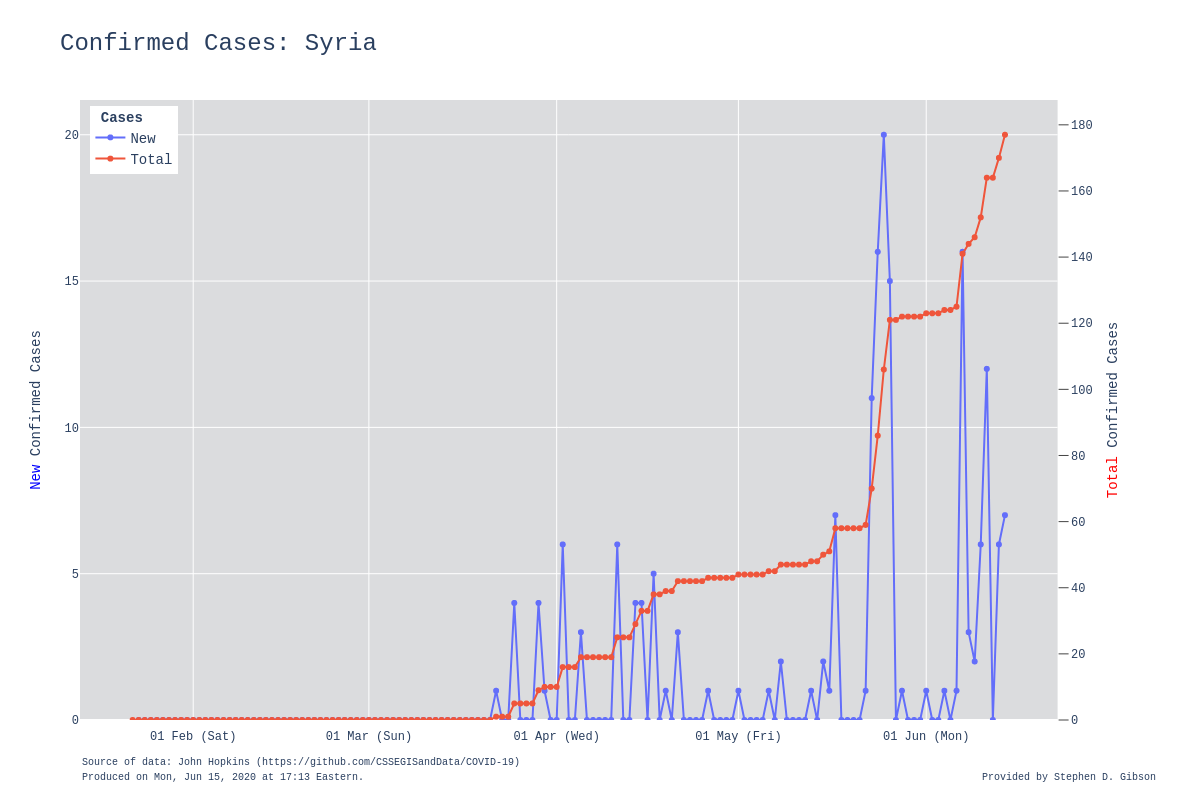 Confirmed Cases: Syria
Cases
New
Total
20
15
10
5
0
180
160
140
120
100
80
60
40
20
0
New Confirmed Cases
Total Confirmed Cases
01 Feb (Sat)
01 Mar (Sun)
01 Apr (Wed)
01 May (Fri)
01 Jun (Mon)
Source of data: John Hopkins (https://github.com/CSSEGISandData/COVID-19)
Produced on Mon, Jun 15, 2020 at 17:13 Eastern.
Provided by Stephen D. Gibson